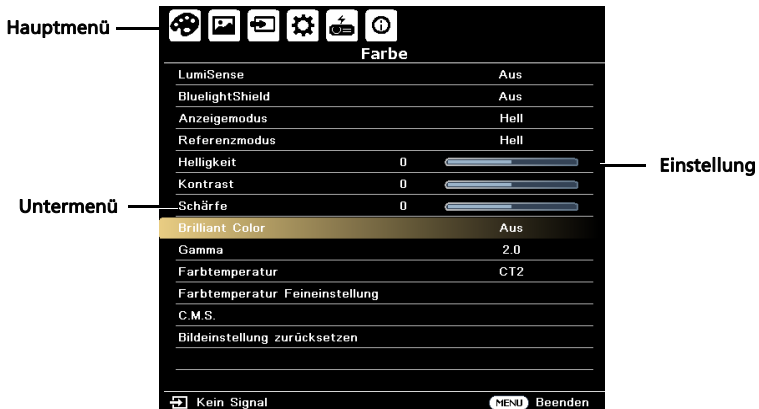 Hauptmenü
Farbe
LumiSense Aus
BluelightShield Aus
Anzeigemodus Hell
Referenzmodus Hell
Helligkeit 0
Einstellung
Kontrast 0
Untermenü
Schärfe 0
Brilliant Color Aus
Gamma 2.0
Farbtemperatur CT2
Farbtemperatur Feineinstellung
C.M.S.
Bildeinstellung zurücksetzen
Kein Signal MENU Beenden